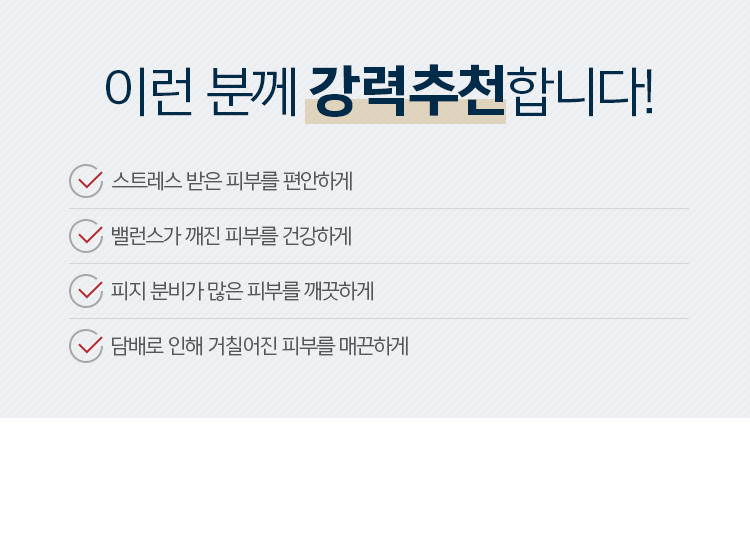 이런 분께 강력추천합니다!
스트레스 받은 피부를 편안하게
밸런스가 깨진 피부를 건강하게
피지 분비가 많은 피부를 깨끗하게
담배로 인해 거칠어진 피부를 매끈하게